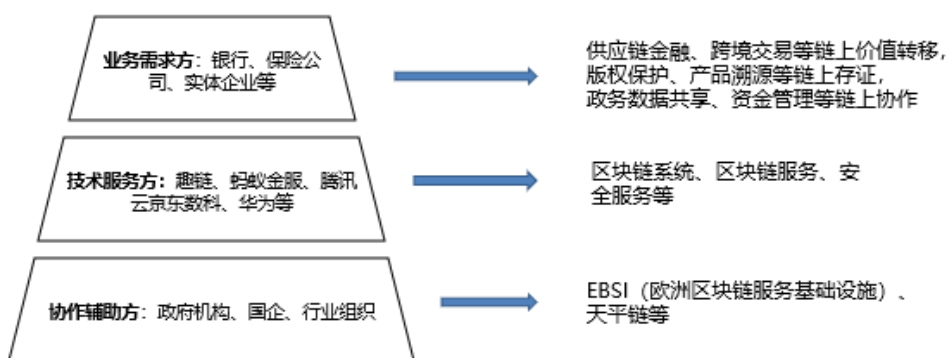 业务需求方：银行、保险公
司、实体企业等
供应链金融、跨境交易等链上价值转移，
版权保护、产品溯源等链上存证，
政务数据共享、资金管理等链上协作
技术服务方：趣链、蚂蚁金服、腾讯
云京东数科、华为等
区块链系统、区块链服务、安
全服务等
协作辅助方：政府机构、国企、行业组织
EBSI（欧洲区块链服务基础设施）、
天平链等